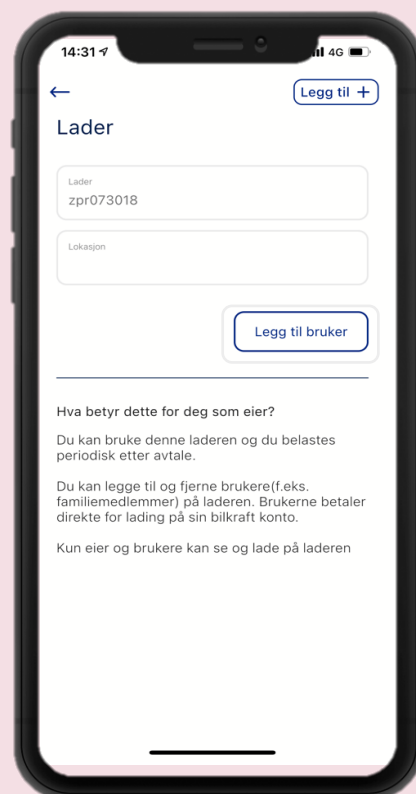 14:31
4G
Legg til +
Lader
Lader
zpr073018
Lokasjon
Legg til bruker
Hva betyr dette for deg som eier?
Du kan bruke denne laderen og du belastes
periodisk etter avtale.
Du kan legge til og fjerne brukere(f.eks.
familiemedlemmer) på laderen. Brukerne betaler
direkte for lading på sin bilkraft konto.
Kun eier og brukere kan se og lade på laderen